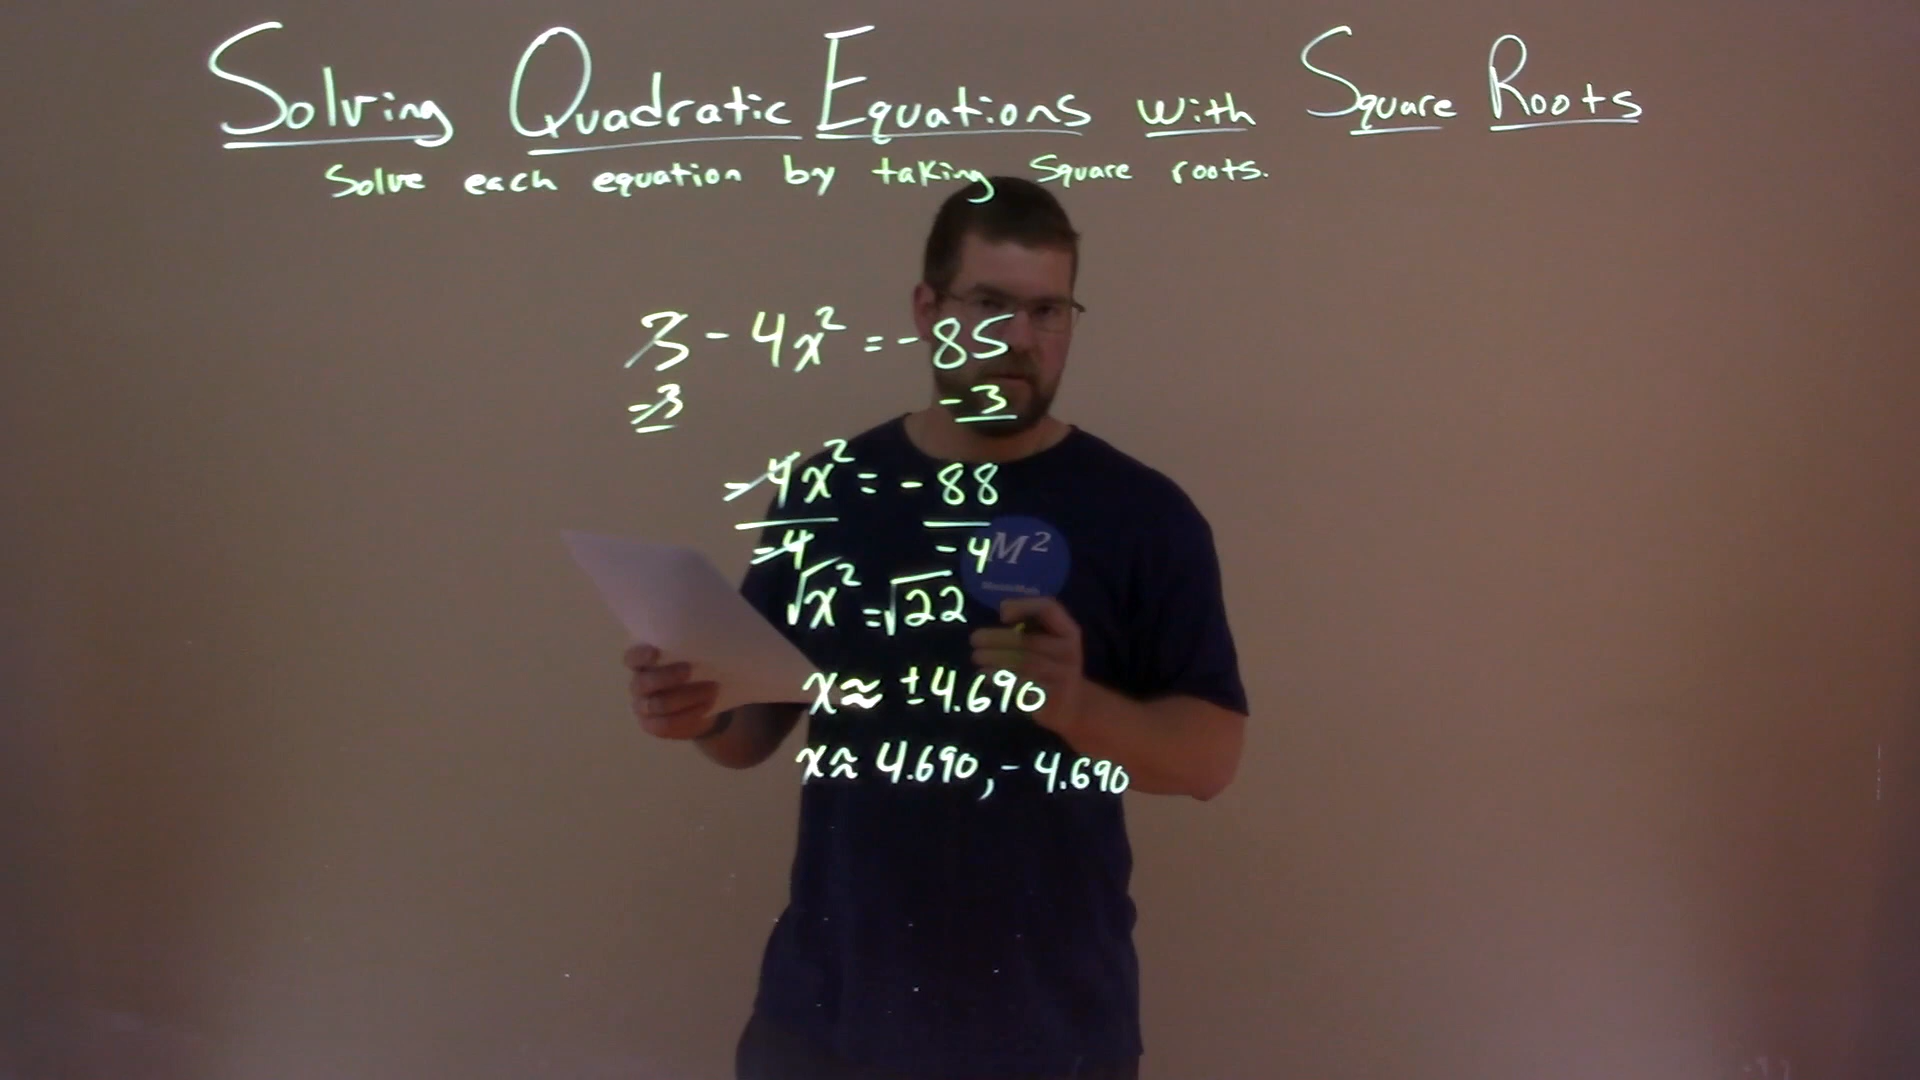 Solving Quadratic Equations with Square Roots
Solve each equation by taking Square roots.
3 - 4x² = -85
-3 -3
-4x² = -88
-4 -4
M²
√x² = √22
x ≈ ±4.690
x ≈ 4.690, - 4.690